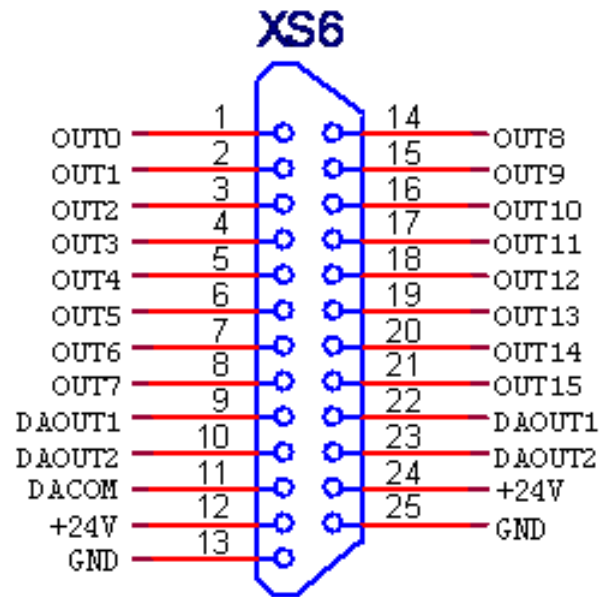 XS6
OUT0 1 14 OUT8
OUT1 2 15 OUT9
OUT2 3 16 OUT10
OUT3 4 17 OUT11
OUT4 5 18 OUT12
OUT5 6 19 OUT13
OUT6 7 20 OUT14
OUT7 8 21 OUT15
DAOUT1 9 22 DAOUT1
DAOUT2 10 23 DAOUT2
DACOM 11 24 +24V
+24V 12 25 GND
GND 13